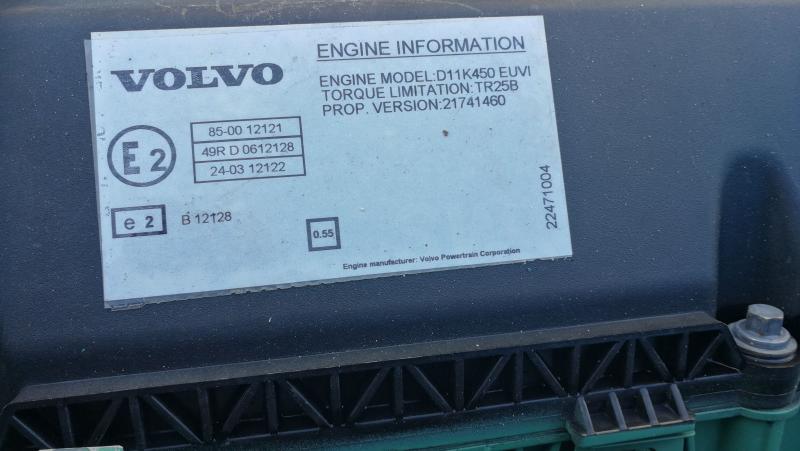 VOLVO
ENGINE INFORMATION
ENGINE MODEL:D11K450 EUVI
TORQUE LIMITATION:TR25B
PROP. VERSION:21741460
E2
85-00 12121
49R D 0612128
24-03 12122
e 2
B 12128
0.55
22471004
Engine manufacturer: Volvo Powertrain Corporation